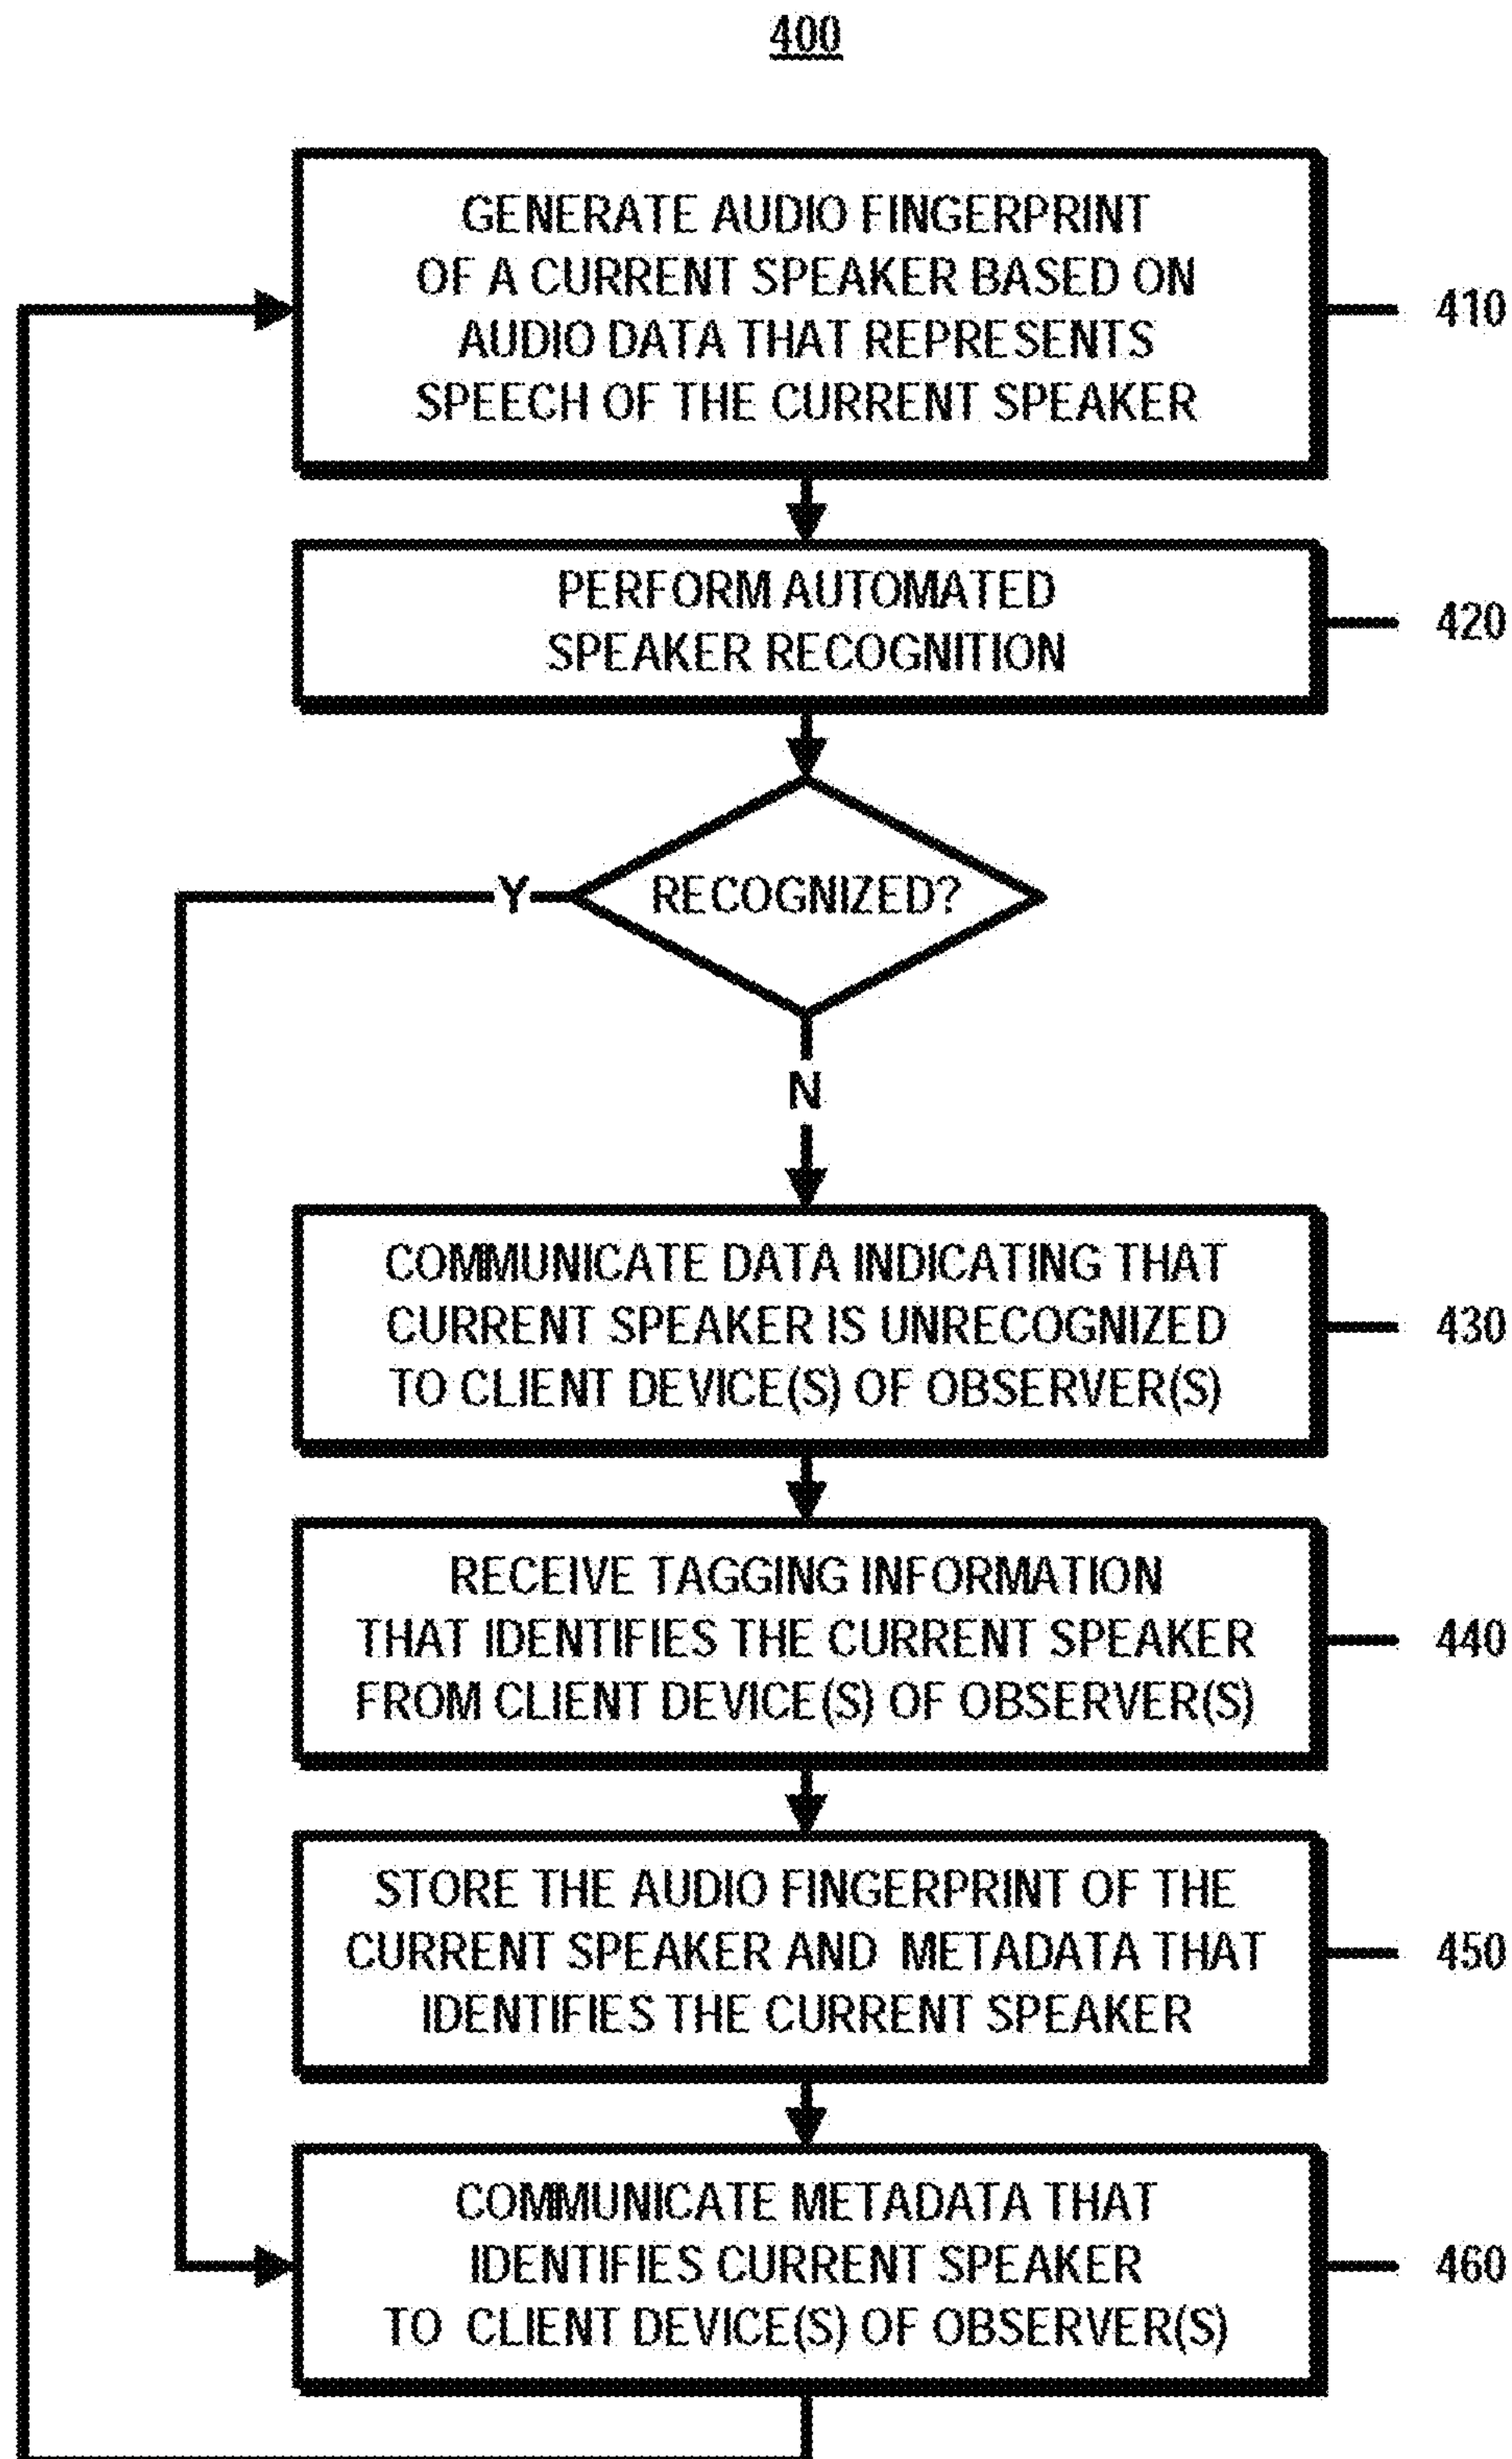 400
GENERATE AUDIO FINGERPRINT
OF A CURRENT SPEAKER BASED ON
AUDIO DATA THAT REPRESENTS
SPEECH OF THE CURRENT SPEAKER
410
PERFORM AUTOMATED
SPEAKER RECOGNITION
420
RECOGNIZED?
Y
N
COMMUNICATE DATA INDICATING THAT
CURRENT SPEAKER IS UNRECOGNIZED
TO CLIENT DEVICE(S) OF OBSERVER(S)
430
RECEIVE TAGGING INFORMATION
THAT IDENTIFIES THE CURRENT SPEAKER
FROM CLIENT DEVICE(S) OF OBSERVER(S)
440
STORE THE AUDIO FINGERPRINT OF THE
CURRENT SPEAKER AND METADATA THAT
IDENTIFIES THE CURRENT SPEAKER
450
COMMUNICATE METADATA THAT
IDENTIFIES CURRENT SPEAKER
TO CLIENT DEVICE(S) OF OBSERVER(S)
460